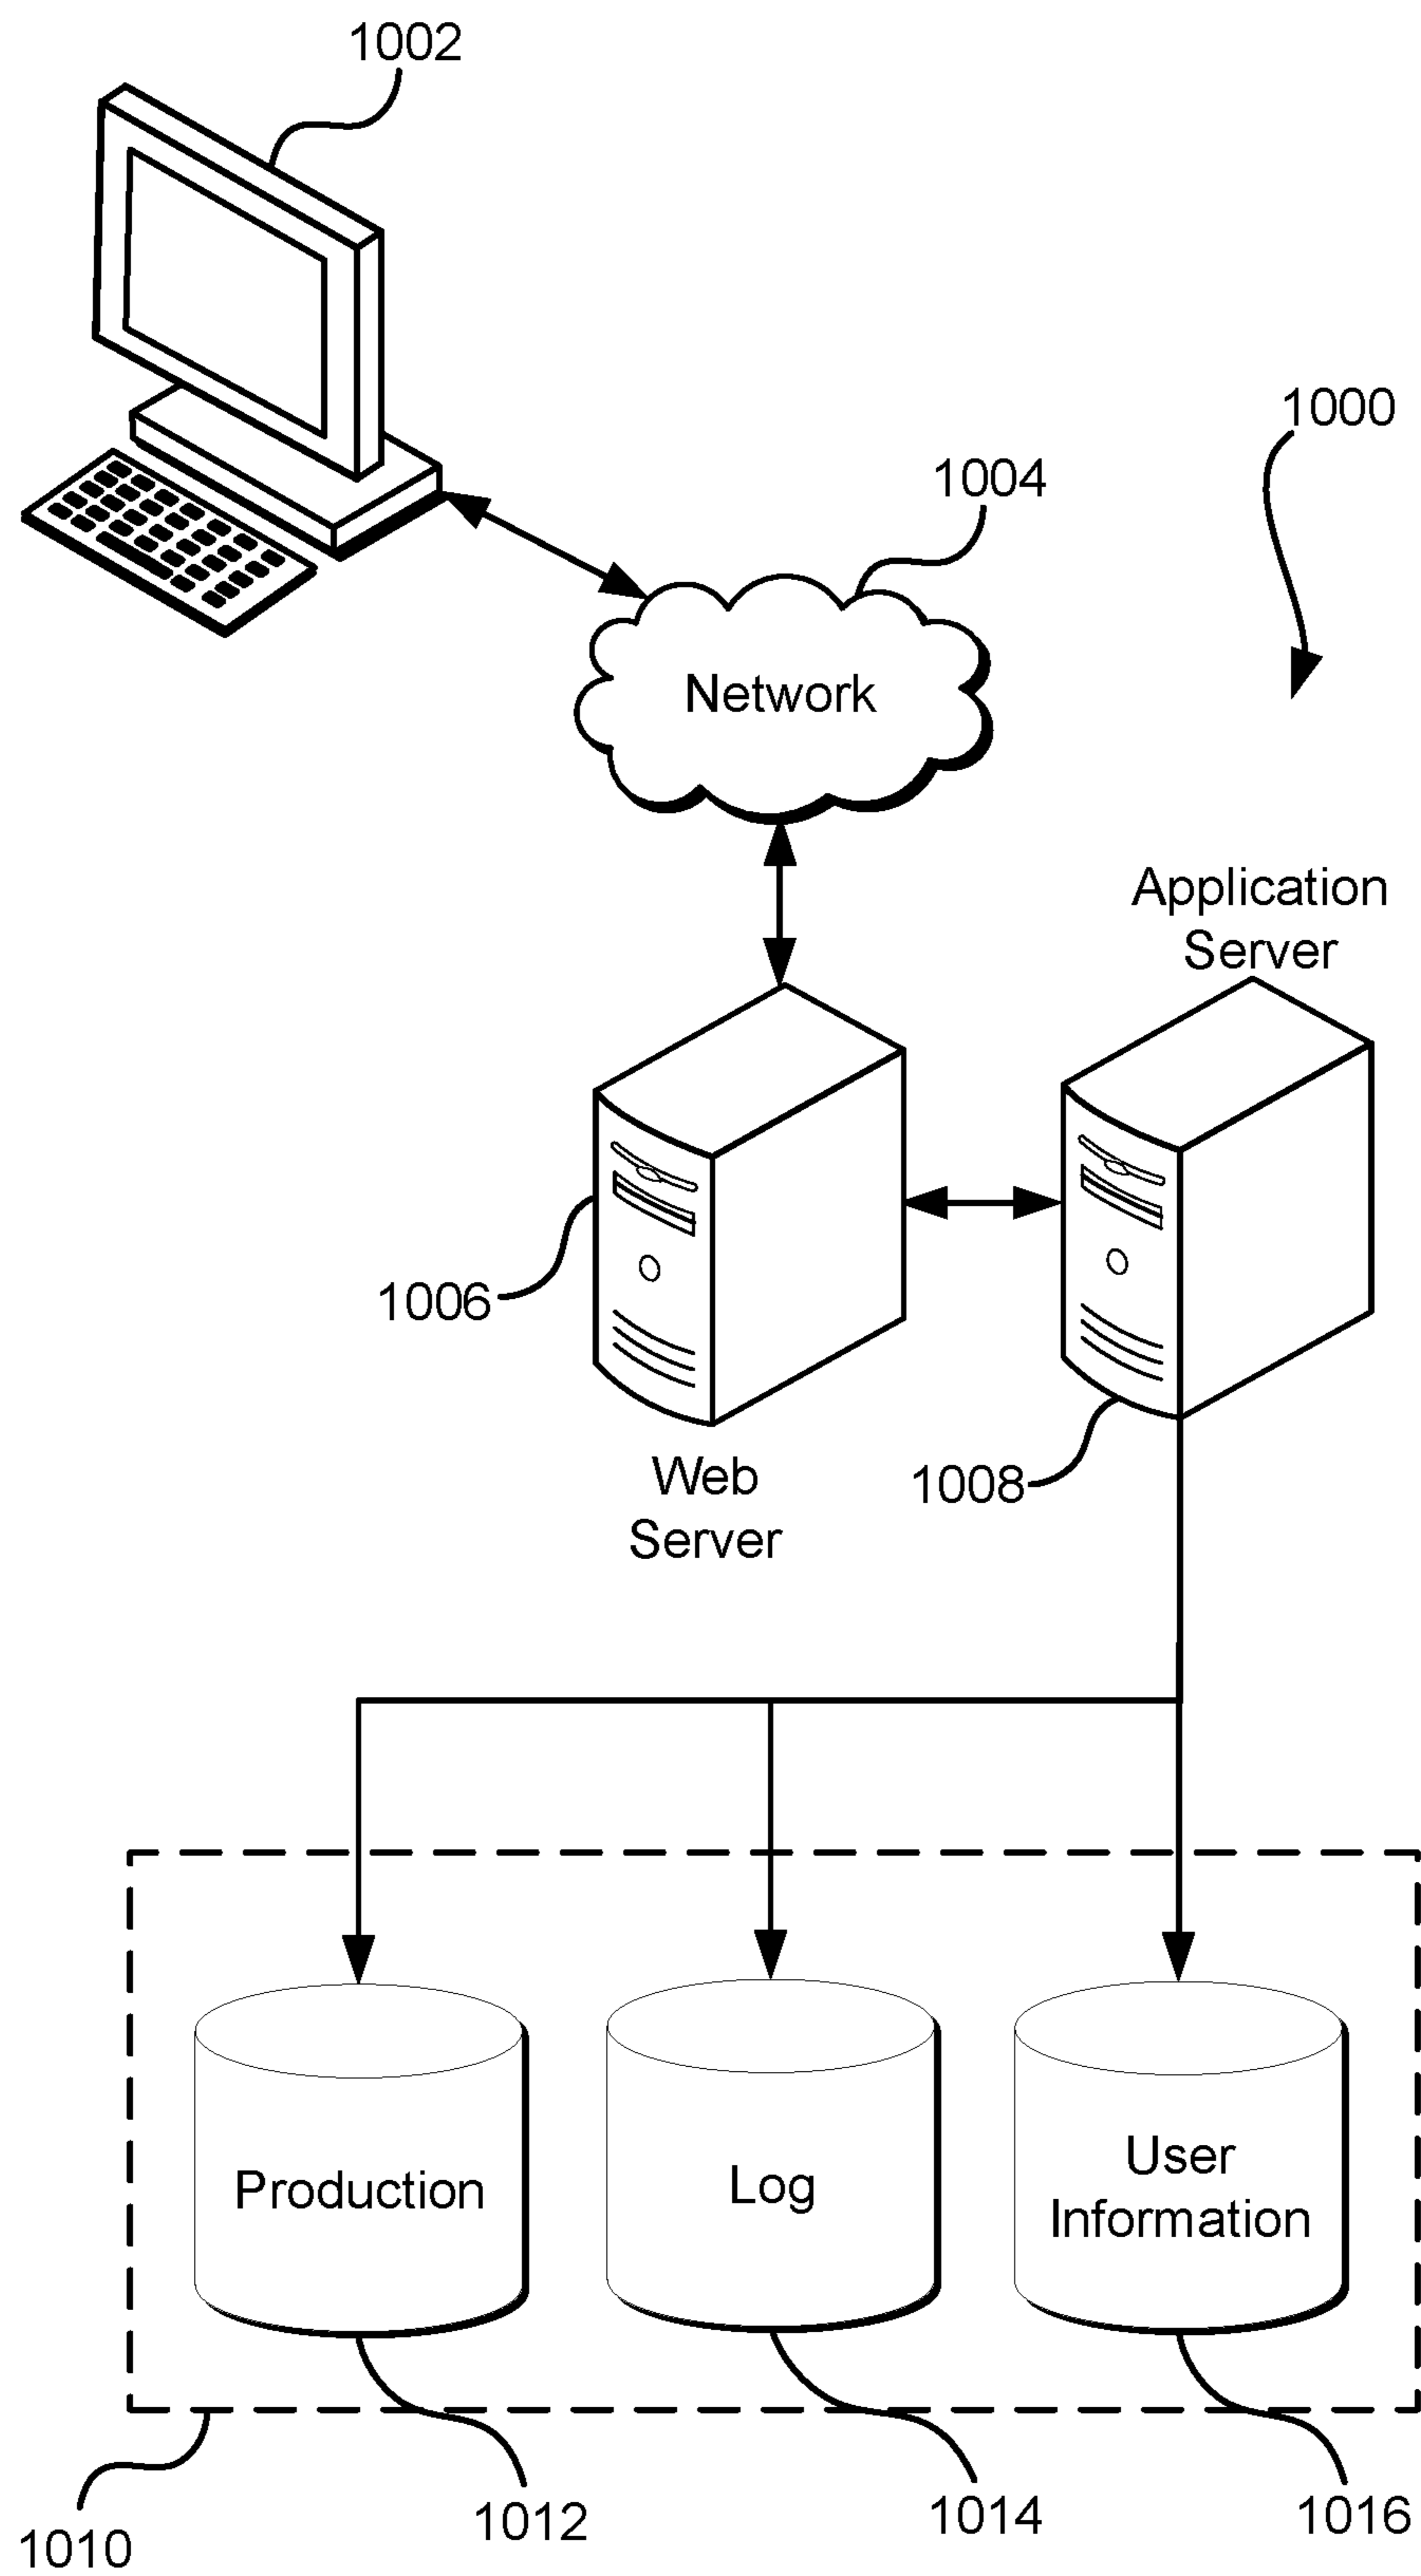 1002
1000
1004
Network
Application
Server
1006
Web
Server
1008
Production
Log
User
Information
1010
1012
1014
1016